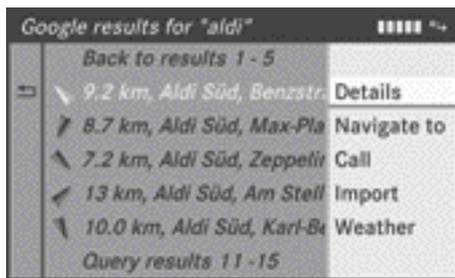 Google results for "aldi"
Back to results 1 - 5
9.2 km, Aldi Süd, Benzstr.
8.7 km, Aldi Süd, Max-Pla
7.2 km, Aldi Süd, Zeppelin
13 km, Aldi Süd, Am Stell
10.0 km, Aldi Süd, Karl-Be
Query results 11 -15
Details
Navigate to
Call
Import
Weather